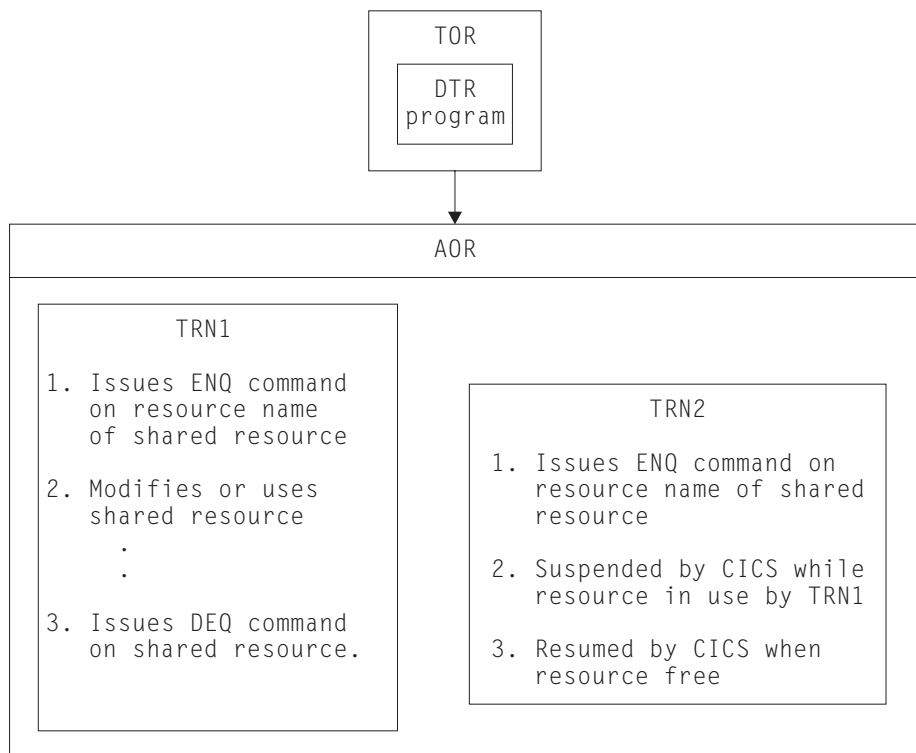 TOR
DTR
program
AOR
TRN1
1. Issues ENQ command
on resource name
of shared resource
2. Modifies or uses
shared resource
.
.
3. Issues DEQ command
on shared resource.
TRN2
1. Issues ENQ command on
resource name of shared
resource
2. Suspended by CICS while
resource in use by TRN1
3. Resumed by CICS when
resource free